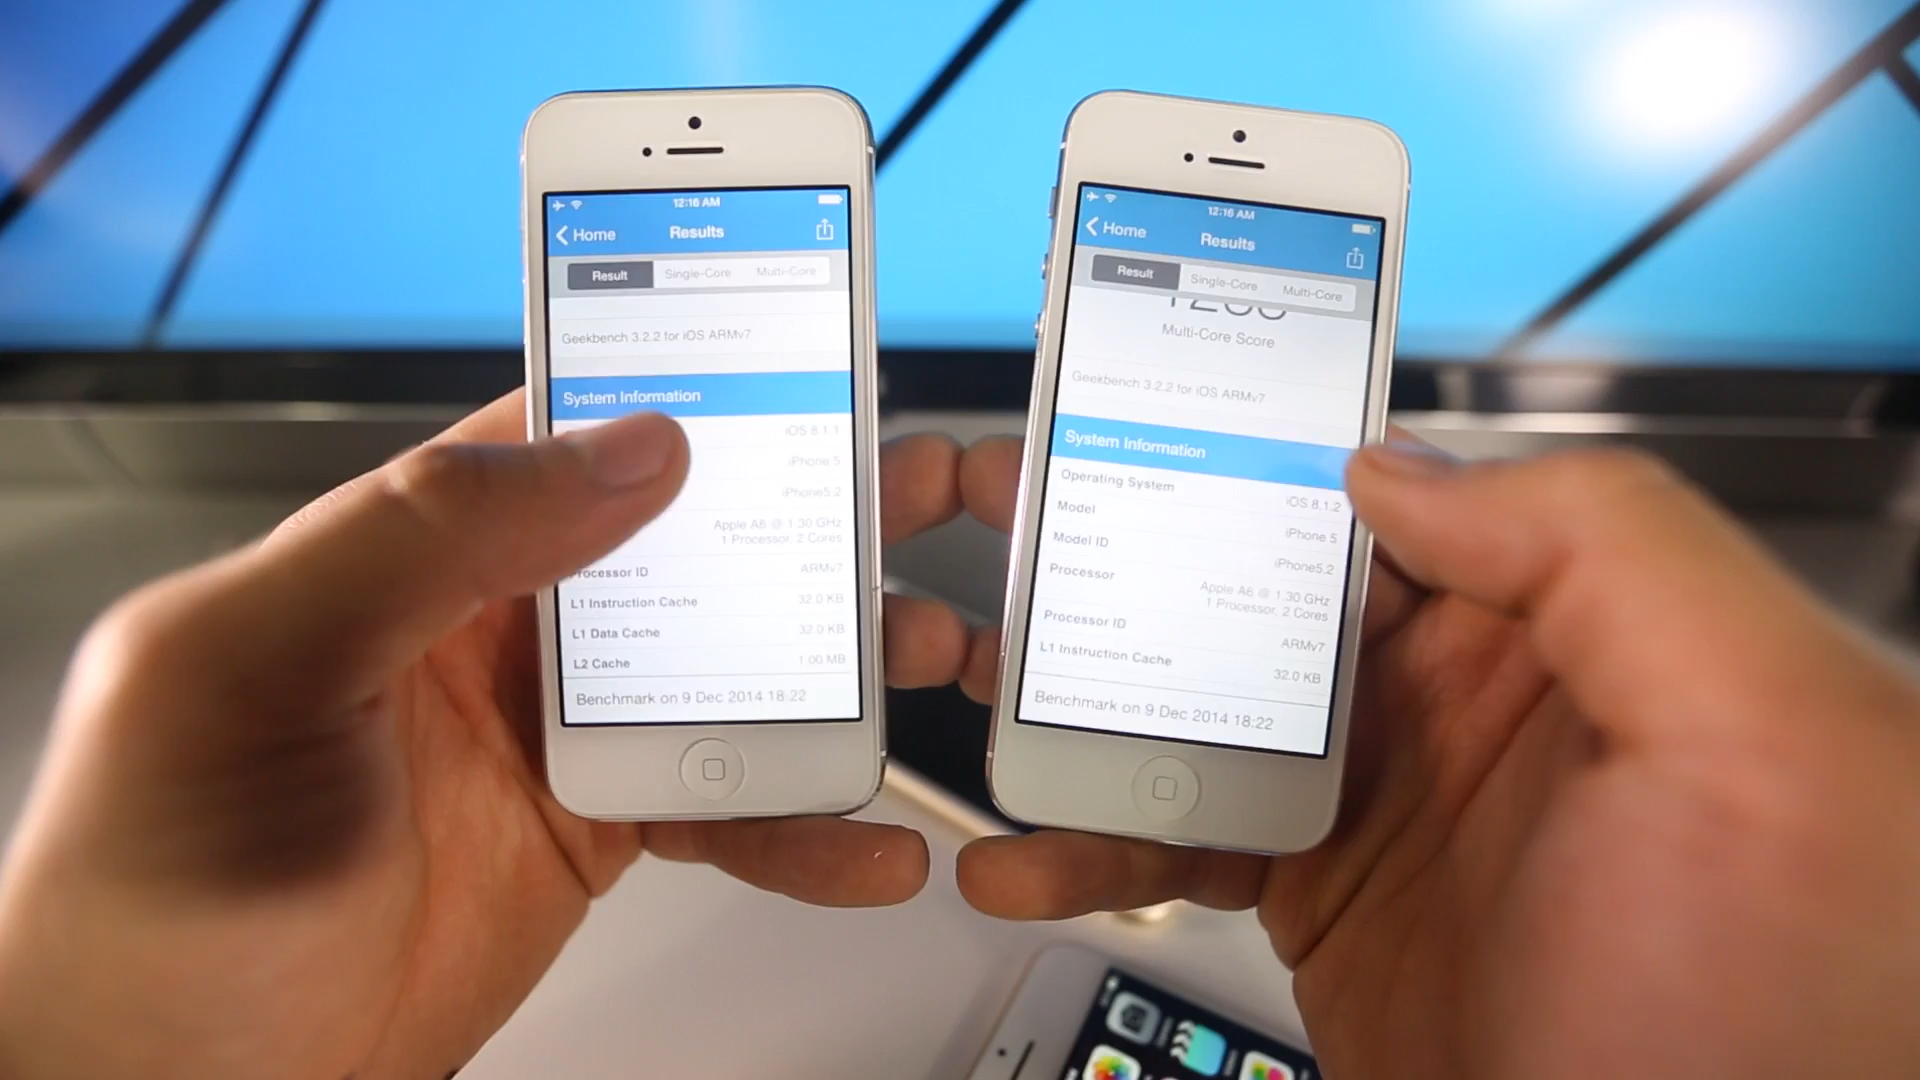 12:16 AM
Home
Results
Result
Single-Core
Multi-Core
Geekbench 3.2.2 for iOS ARMv7
System Information
iOS 8.1.1
iPhone 5
iPhone5,2
Apple A6 @ 1.30 GHz
1 Processor, 2 Cores
rocessor ID
ARMv7
L1 Instruction Cache
32.0 KB
L1 Data Cache
32.0 KB
L2 Cache
1.00 MB
Benchmark on 9 Dec 2014 18:22
12:16 AM
Home
Results
Result
Single-Core
Multi-Core
Multi-Core Score
Geekbench 3.2.2 for iOS ARMv7
System Information
Operating System
iOS 8.1.2
Model
iPhone 5
Model ID
iPhone5,2
Processor
Apple A6 @ 1.30 GHz
1 Processor, 2 Cores
Processor ID
ARMv7
L1 Instruction Cache
32.0 KB
Benchmark on 9 Dec 2014 18:22